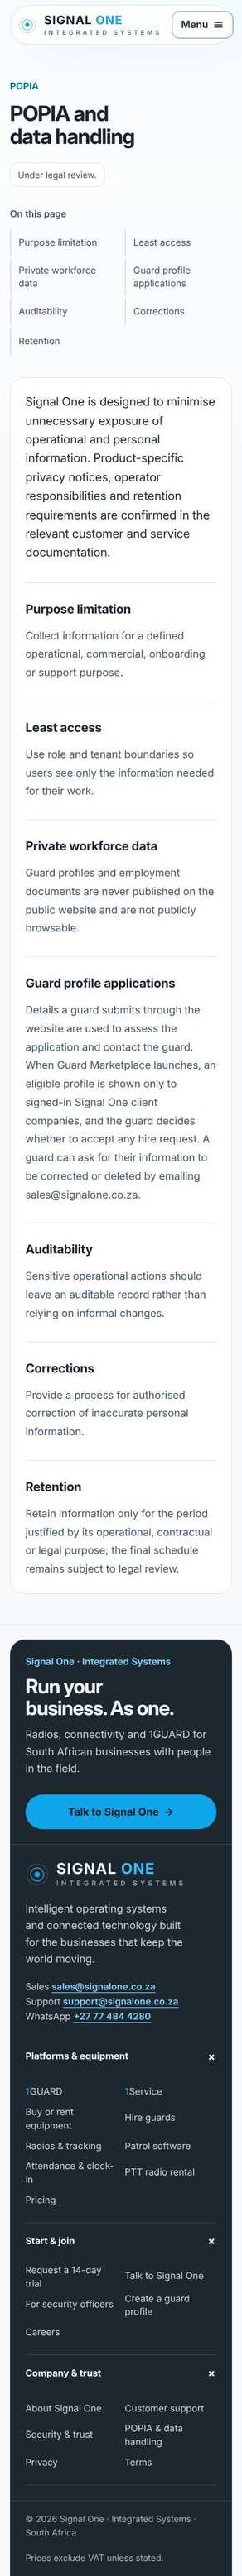 SIGNAL ONE
INTEGRATED SYSTEMS
Menu
POPIA
POPIA and
data handling
Under legal review.
On this page
Purpose limitation
Least access
Private workforce
data
Guard profile
applications
Auditability
Corrections
Retention
Signal One is designed to minimise
unnecessary exposure of
operational and personal
information. Product-specific
privacy notices, operator
responsibilities and retention
requirements are confirmed in the
relevant customer and service
documentation.
Purpose limitation
Collect information for a defined
operational, commercial, onboarding
or support purpose.
Least access
Use role and tenant boundaries so
users see only the information needed
for their work.
Private workforce data
Guard profiles and employment
documents are never published on the
public website and are not publicly
browsable.
Guard profile applications
Details a guard submits through the
website are used to assess the
application and contact the guard.
When Guard Marketplace launches, an
eligible profile is shown only to
signed-in Signal One client
companies, and the guard decides
whether to accept any hire request. A
guard can ask for their information to
be corrected or deleted by emailing
sales@signalone.co.za.
Auditability
Sensitive operational actions should
leave an auditable record rather than
relying on informal changes.
Corrections
Provide a process for authorised
correction of inaccurate personal
information.
Retention
Retain information only for the period
justified by its operational, contractual
or legal purpose; the final schedule
remains subject to legal review.
Signal One · Integrated Systems
Run your
business. As one.
Radios, connectivity and 1GUARD for
South African businesses with people
in the field.
Talk to Signal One →
SIGNAL ONE
INTEGRATED SYSTEMS
Intelligent operating systems
and connected technology built
for the businesses that keep the
world moving.
Sales sales@signalone.co.za
Support support@signalone.co.za
WhatsApp +27 77 484 4280
Platforms & equipment ×
1GUARD
1Service
Buy or rent
equipment
Hire guards
Radios & tracking
Patrol software
Attendance & clock-
in
PTT radio rental
Pricing
Start & join ×
Request a 14-day
trial
Talk to Signal One
For security officers
Create a guard
profile
Careers
Company & trust ×
About Signal One
Customer support
Security & trust
POPIA & data
handling
Privacy
Terms
© 2026 Signal One · Integrated Systems ·
South Africa
Prices exclude VAT unless stated.